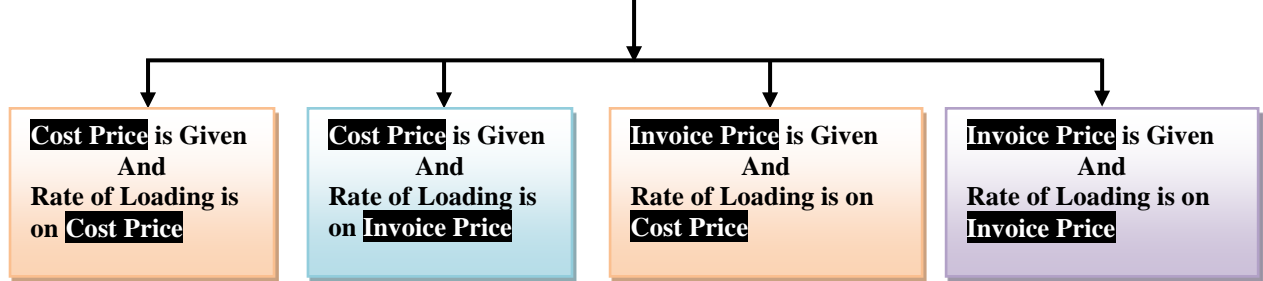 Cost Price is Given
And
Rate of Loading is
on Cost Price
Cost Price is Given
And
Rate of Loading is
on Invoice Price
Invoice Price is Given
And
Rate of Loading is on
Cost Price
Invoice Price is Given
And
Rate of Loading is on
Invoice Price